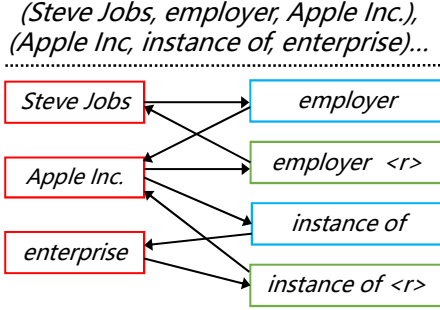 (Steve Jobs, employer, Apple Inc.),
(Apple Inc, instance of, enterprise)...
Steve Jobs
employer
employer <r>
Apple Inc.
instance of
enterprise
instance of <r>